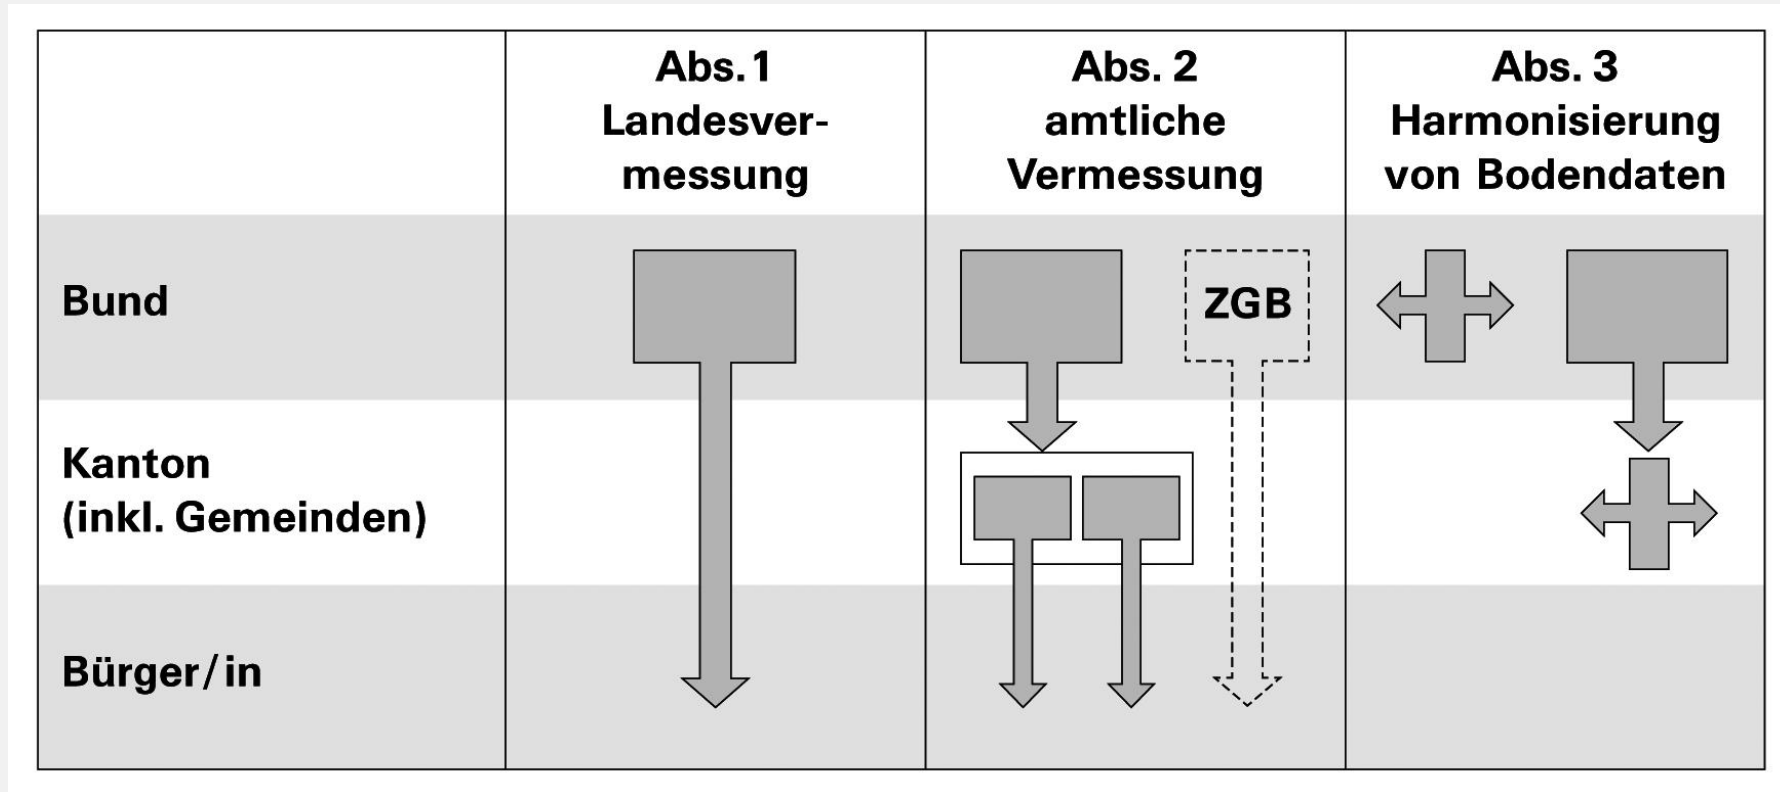 Abs. 1
Landesver-
messung
Abs. 2
amtliche
Vermessung
Abs. 3
Harmonisierung
von Bodendaten
Bund
ZGB
Kanton
(inkl. Gemeinden)
Bürger/in